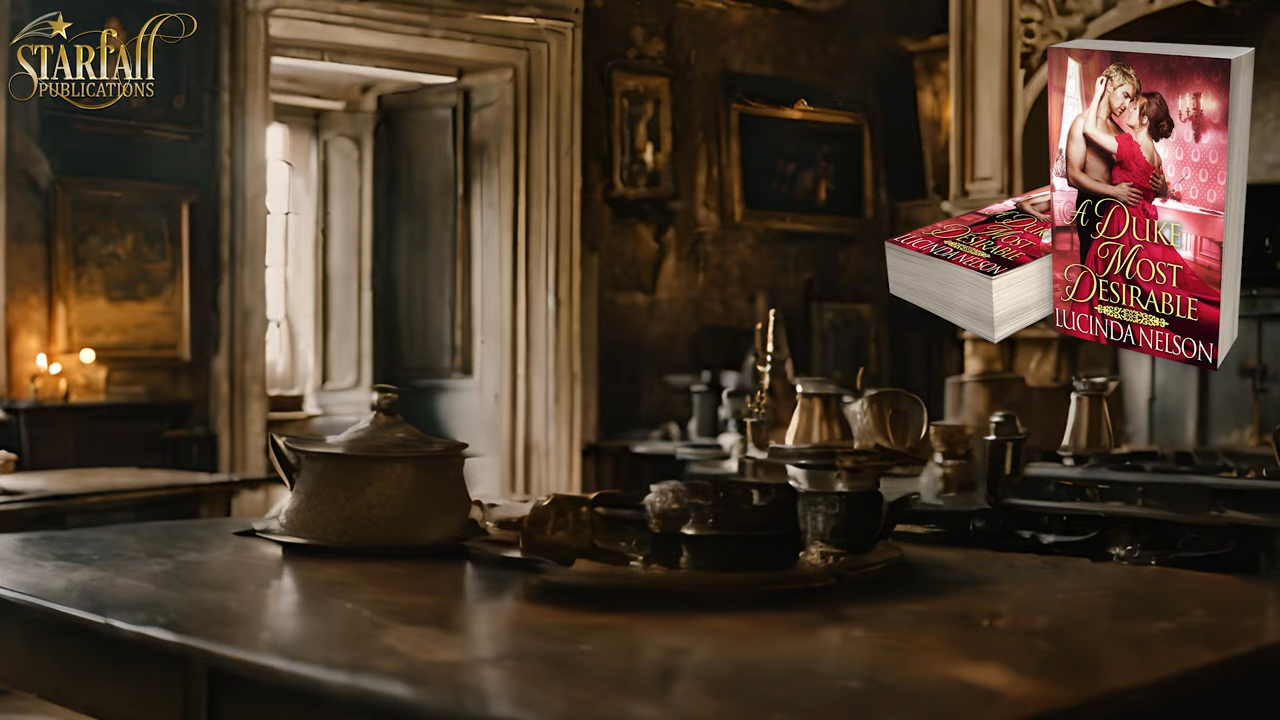 STARfall
PUBLICATIONS
A DUKE
MOST
DESIRABLE
LUCINDA NELSON
A DUKE
MOST
DESIRABLE
LUCINDA NELSON